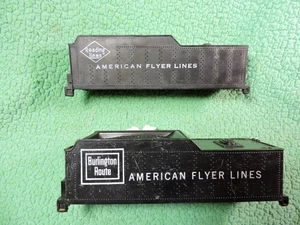 Reading
Lines
AMERICAN FLYER LINES
Burlington
Route
AMERICAN FLYER LINES